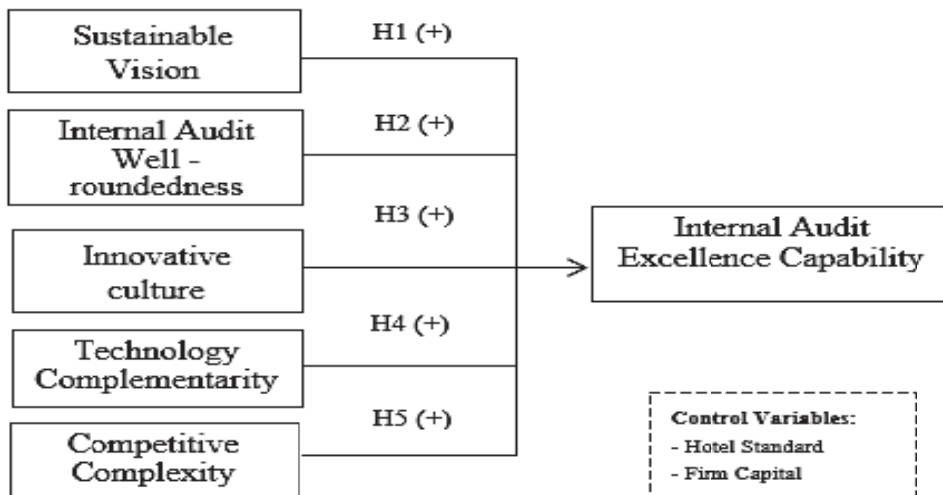 Sustainable
Vision
H1 (+)
Internal Audit
Well -
roundedness
H2 (+)
Innovative
culture
H3 (+)
Technology
Complementarity
H4 (+)
Competitive
Complexity
H5 (+)
Internal Audit
Excellence Capability
Control Variables:
- Hotel Standard
- Firm Capital